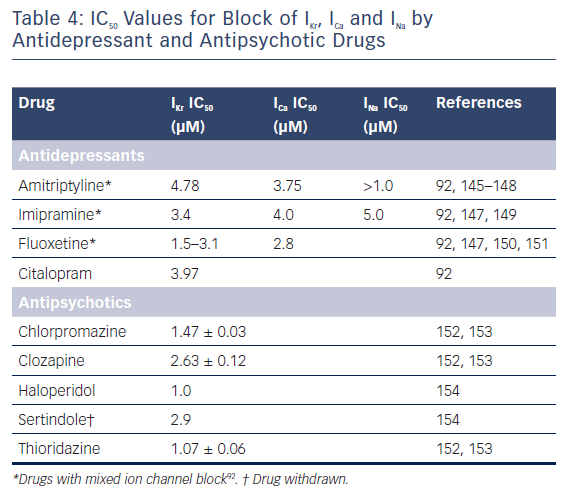 Table 4: IC50 Values for Block of IKr, ICa and INa by
Antidepressant and Antipsychotic Drugs
Drug IKr IC50 (µM) ICa IC50 (µM) INa IC50 (µM) References
Antidepressants
Amitriptyline* 4.78 3.75 >1.0 92, 145–148
Imipramine* 3.4 4.0 5.0 92, 147, 149
Fluoxetine* 1.5–3.1 2.8 92, 147, 150, 151
Citalopram 3.97 92
Antipsychotics
Chlorpromazine 1.47 ± 0.03 152, 153
Clozapine 2.63 ± 0.12 152, 153
Haloperidol 1.0 154
Sertindole† 2.9 154
Thioridazine 1.07 ± 0.06 152, 153
*Drugs with mixed ion channel block92. † Drug withdrawn.